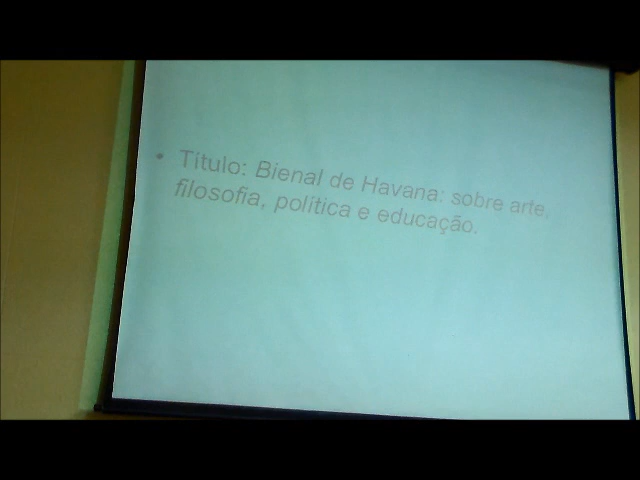 • Título: Bienal de Havana: sobre arte,
filosofia, política e educação.